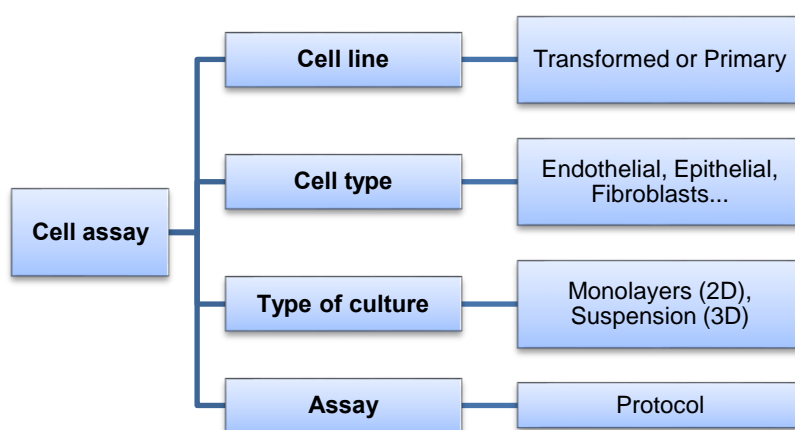 Cell line
Transformed or Primary
Cell type
Endothelial, Epithelial,
Fibroblasts...
Cell assay
Type of culture
Monolayers (2D),
Suspension (3D)
Assay
Protocol